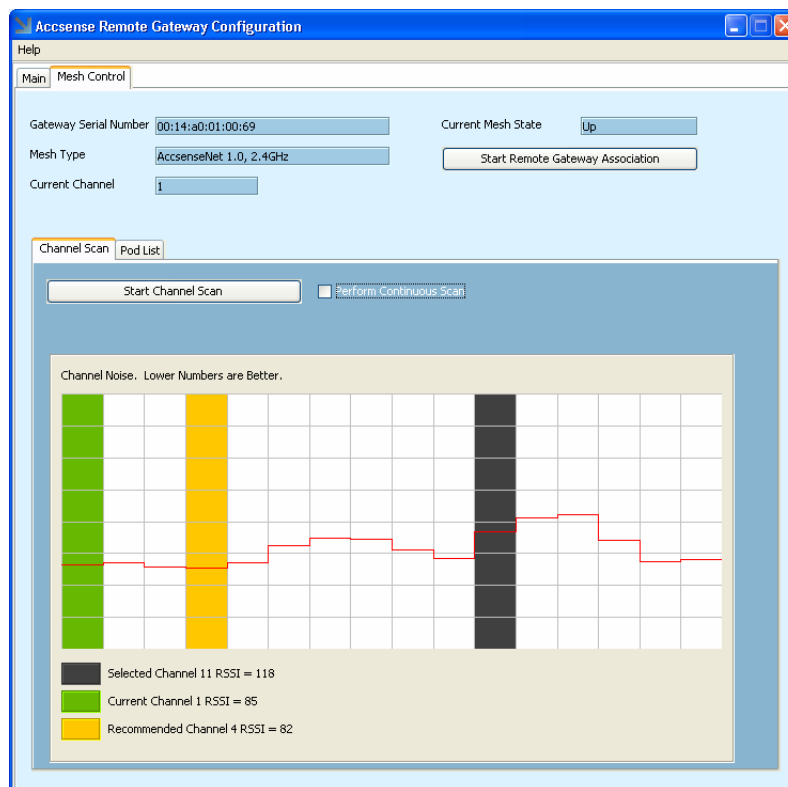 Accsense Remote Gateway Configuration
Help
Main
Mesh Control
Gateway Serial Number 00:14:a0:01:00:69
Current Mesh State Up
Mesh Type AccsenseNet 1.0, 2.4GHz
Start Remote Gateway Association
Current Channel 1
Channel Scan
Pod List
Start Channel Scan
Perform Continuous Scan
Channel Noise. Lower Numbers are Better.
Selected Channel 11 RSSI = 118
Current Channel 1 RSSI = 85
Recommended Channel 4 RSSI = 82